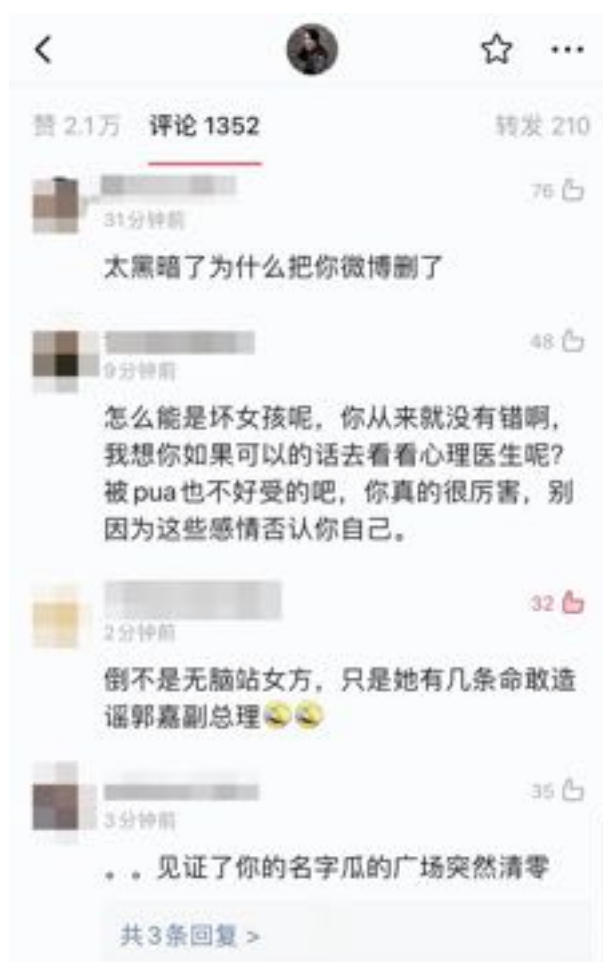 赞 2.1万 评论 1352 转发 210
76
31分钟前
太黑暗了为什么把你微博删了
48
9分钟前
怎么能是坏女孩呢，你从来就没有错啊，
我想你如果可以的话去看看心理医生呢？
被pua也不好受的吧，你真的很厉害，别
因为这些感情否认你自己。
32
2分钟前
倒不是无脑站女方，只是她有几条命敢造
谣郭嘉副总理
35
3分钟前
。。见证了你的名字瓜的广场突然清零
共3条回复 >